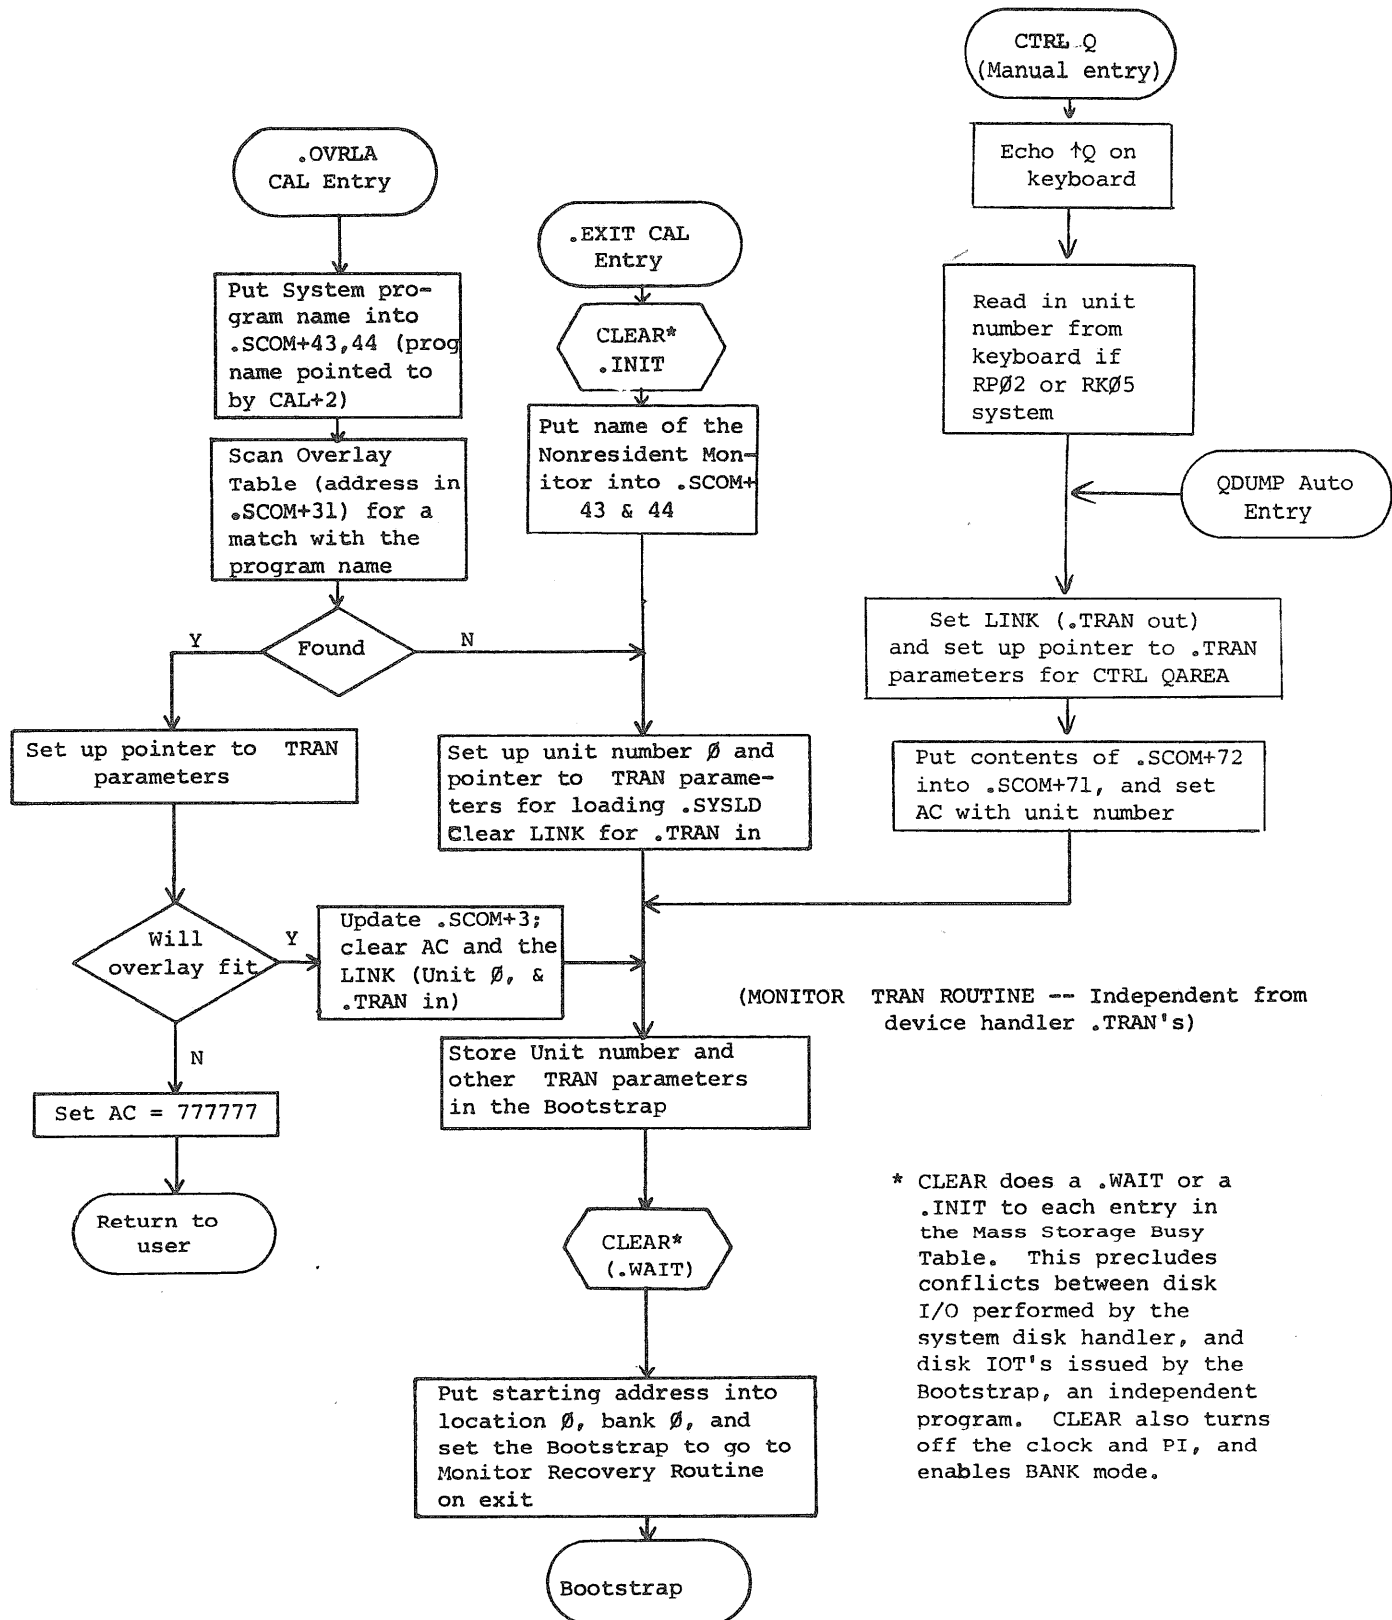 CTRL Q
(Manual entry)
Echo ↑Q on
keyboard
Read in unit
number from
keyboard if
RPØ2 or RKØ5
system
QDUMP Auto
Entry
Set LINK (.TRAN out)
and set up pointer to .TRAN
parameters for CTRL QAREA
Put contents of .SCOM+72
into .SCOM+71, and set
AC with unit number
.OVRLA
CAL Entry
Put System pro-
gram name into
.SCOM+43,44 (prog
name pointed to
by CAL+2)
Scan Overlay
Table (address in
.SCOM+31) for a
match with the
program name
Found
Y
N
.EXIT CAL
Entry
CLEAR*
.INIT
Put name of the
Nonresident Mon-
itor into .SCOM+
43 & 44
Set up pointer to TRAN
parameters
Set up unit number Ø and
pointer to TRAN parame-
ters for loading .SYSLD
Clear LINK for .TRAN in
Will
overlay fit
Y
N
Update .SCOM+3;
clear AC and the
LINK (Unit Ø, &
.TRAN in)
Set AC = 777777
Return to
user
(MONITOR TRAN ROUTINE -- Independent from
device handler .TRAN's)
Store Unit number and
other TRAN parameters
in the Bootstrap
CLEAR*
(.WAIT)
Put starting address into
location Ø, bank Ø, and
set the Bootstrap to go to
Monitor Recovery Routine
on exit
Bootstrap
* CLEAR does a .WAIT or a
.INIT to each entry in
the Mass Storage Busy
Table. This precludes
conflicts between disk
I/O performed by the
system disk handler, and
disk IOT's issued by the
Bootstrap, an independent
program. CLEAR also turns
off the clock and PI, and
enables BANK mode.